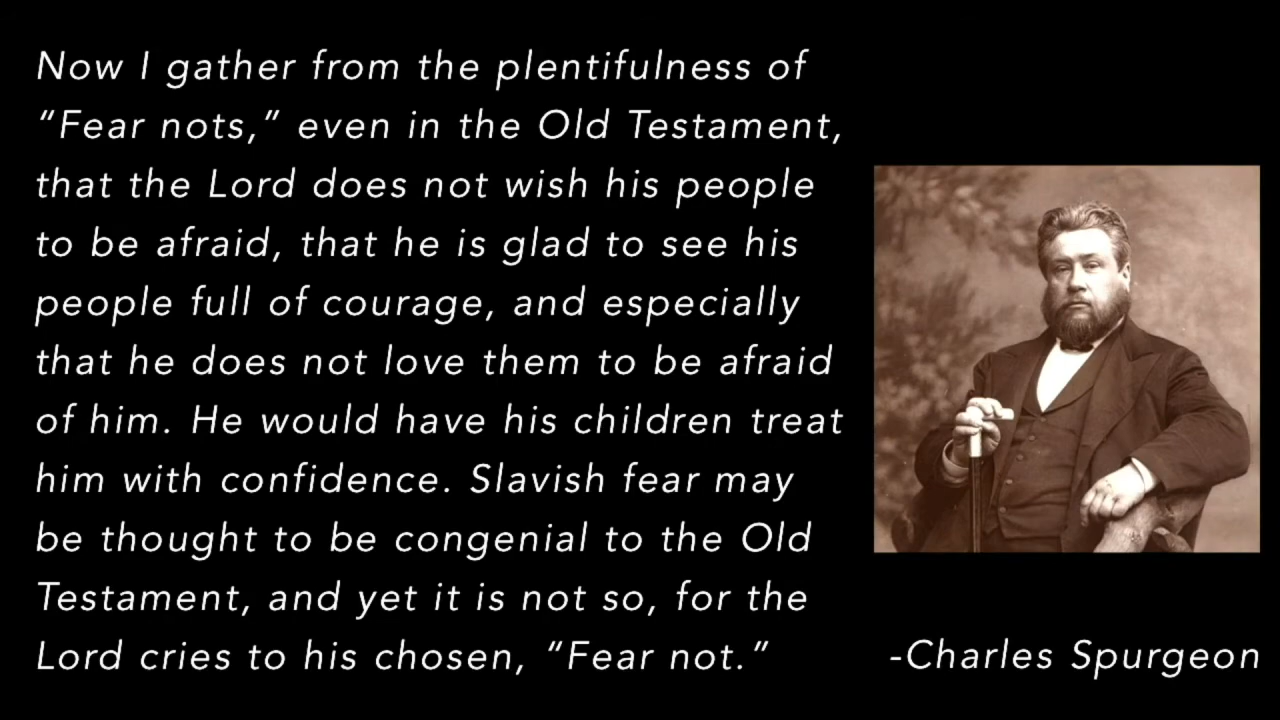 Now I gather from the plentifulness of
“Fear nots,” even in the Old Testament,
that the Lord does not wish his people
to be afraid, that he is glad to see his
people full of courage, and especially
that he does not love them to be afraid
of him. He would have his children treat
him with confidence. Slavish fear may
be thought to be congenial to the Old
Testament, and yet it is not so, for the
Lord cries to his chosen, “Fear not.”
-Charles Spurgeon